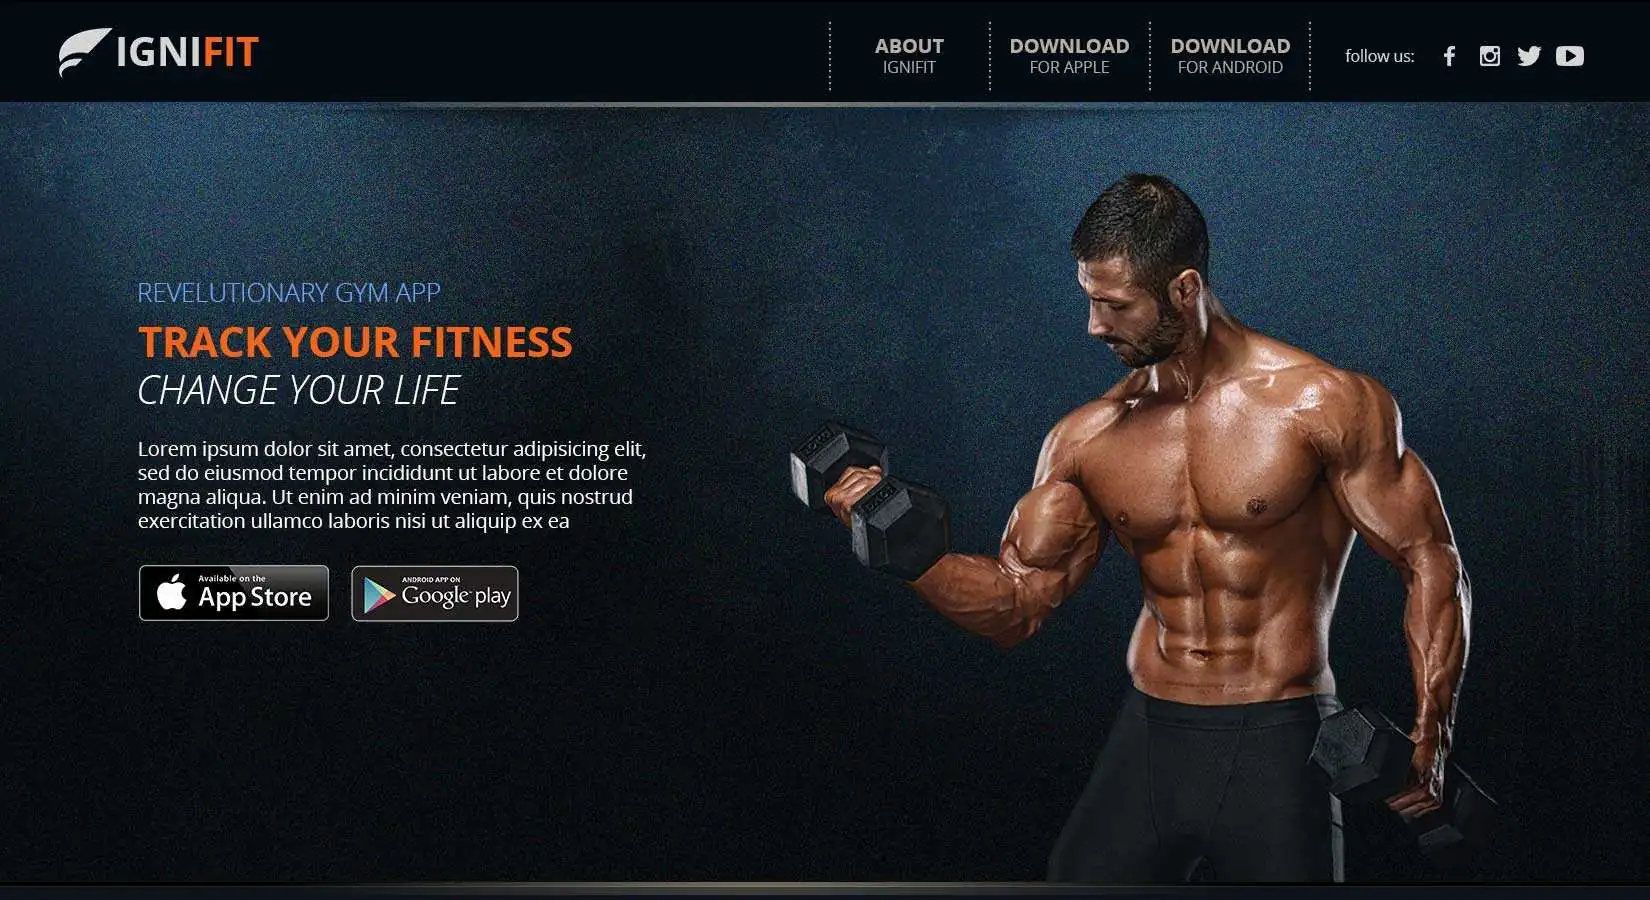 IGNIFIT
ABOUT
IGNIFIT
DOWNLOAD
FOR APPLE
DOWNLOAD
FOR ANDROID
follow us:
REVELUTIONARY GYM APP
TRACK YOUR FITNESS
CHANGE YOUR LIFE
Lorem ipsum dolor sit amet, consectetur adipisicing elit,
sed do eiusmod tempor incididunt ut labore et dolore
magna aliqua. Ut enim ad minim veniam, quis nostrud
exercitation ullamco laboris nisi ut aliquip ex ea
Available on the
App Store
ANDROID APP ON
Google play